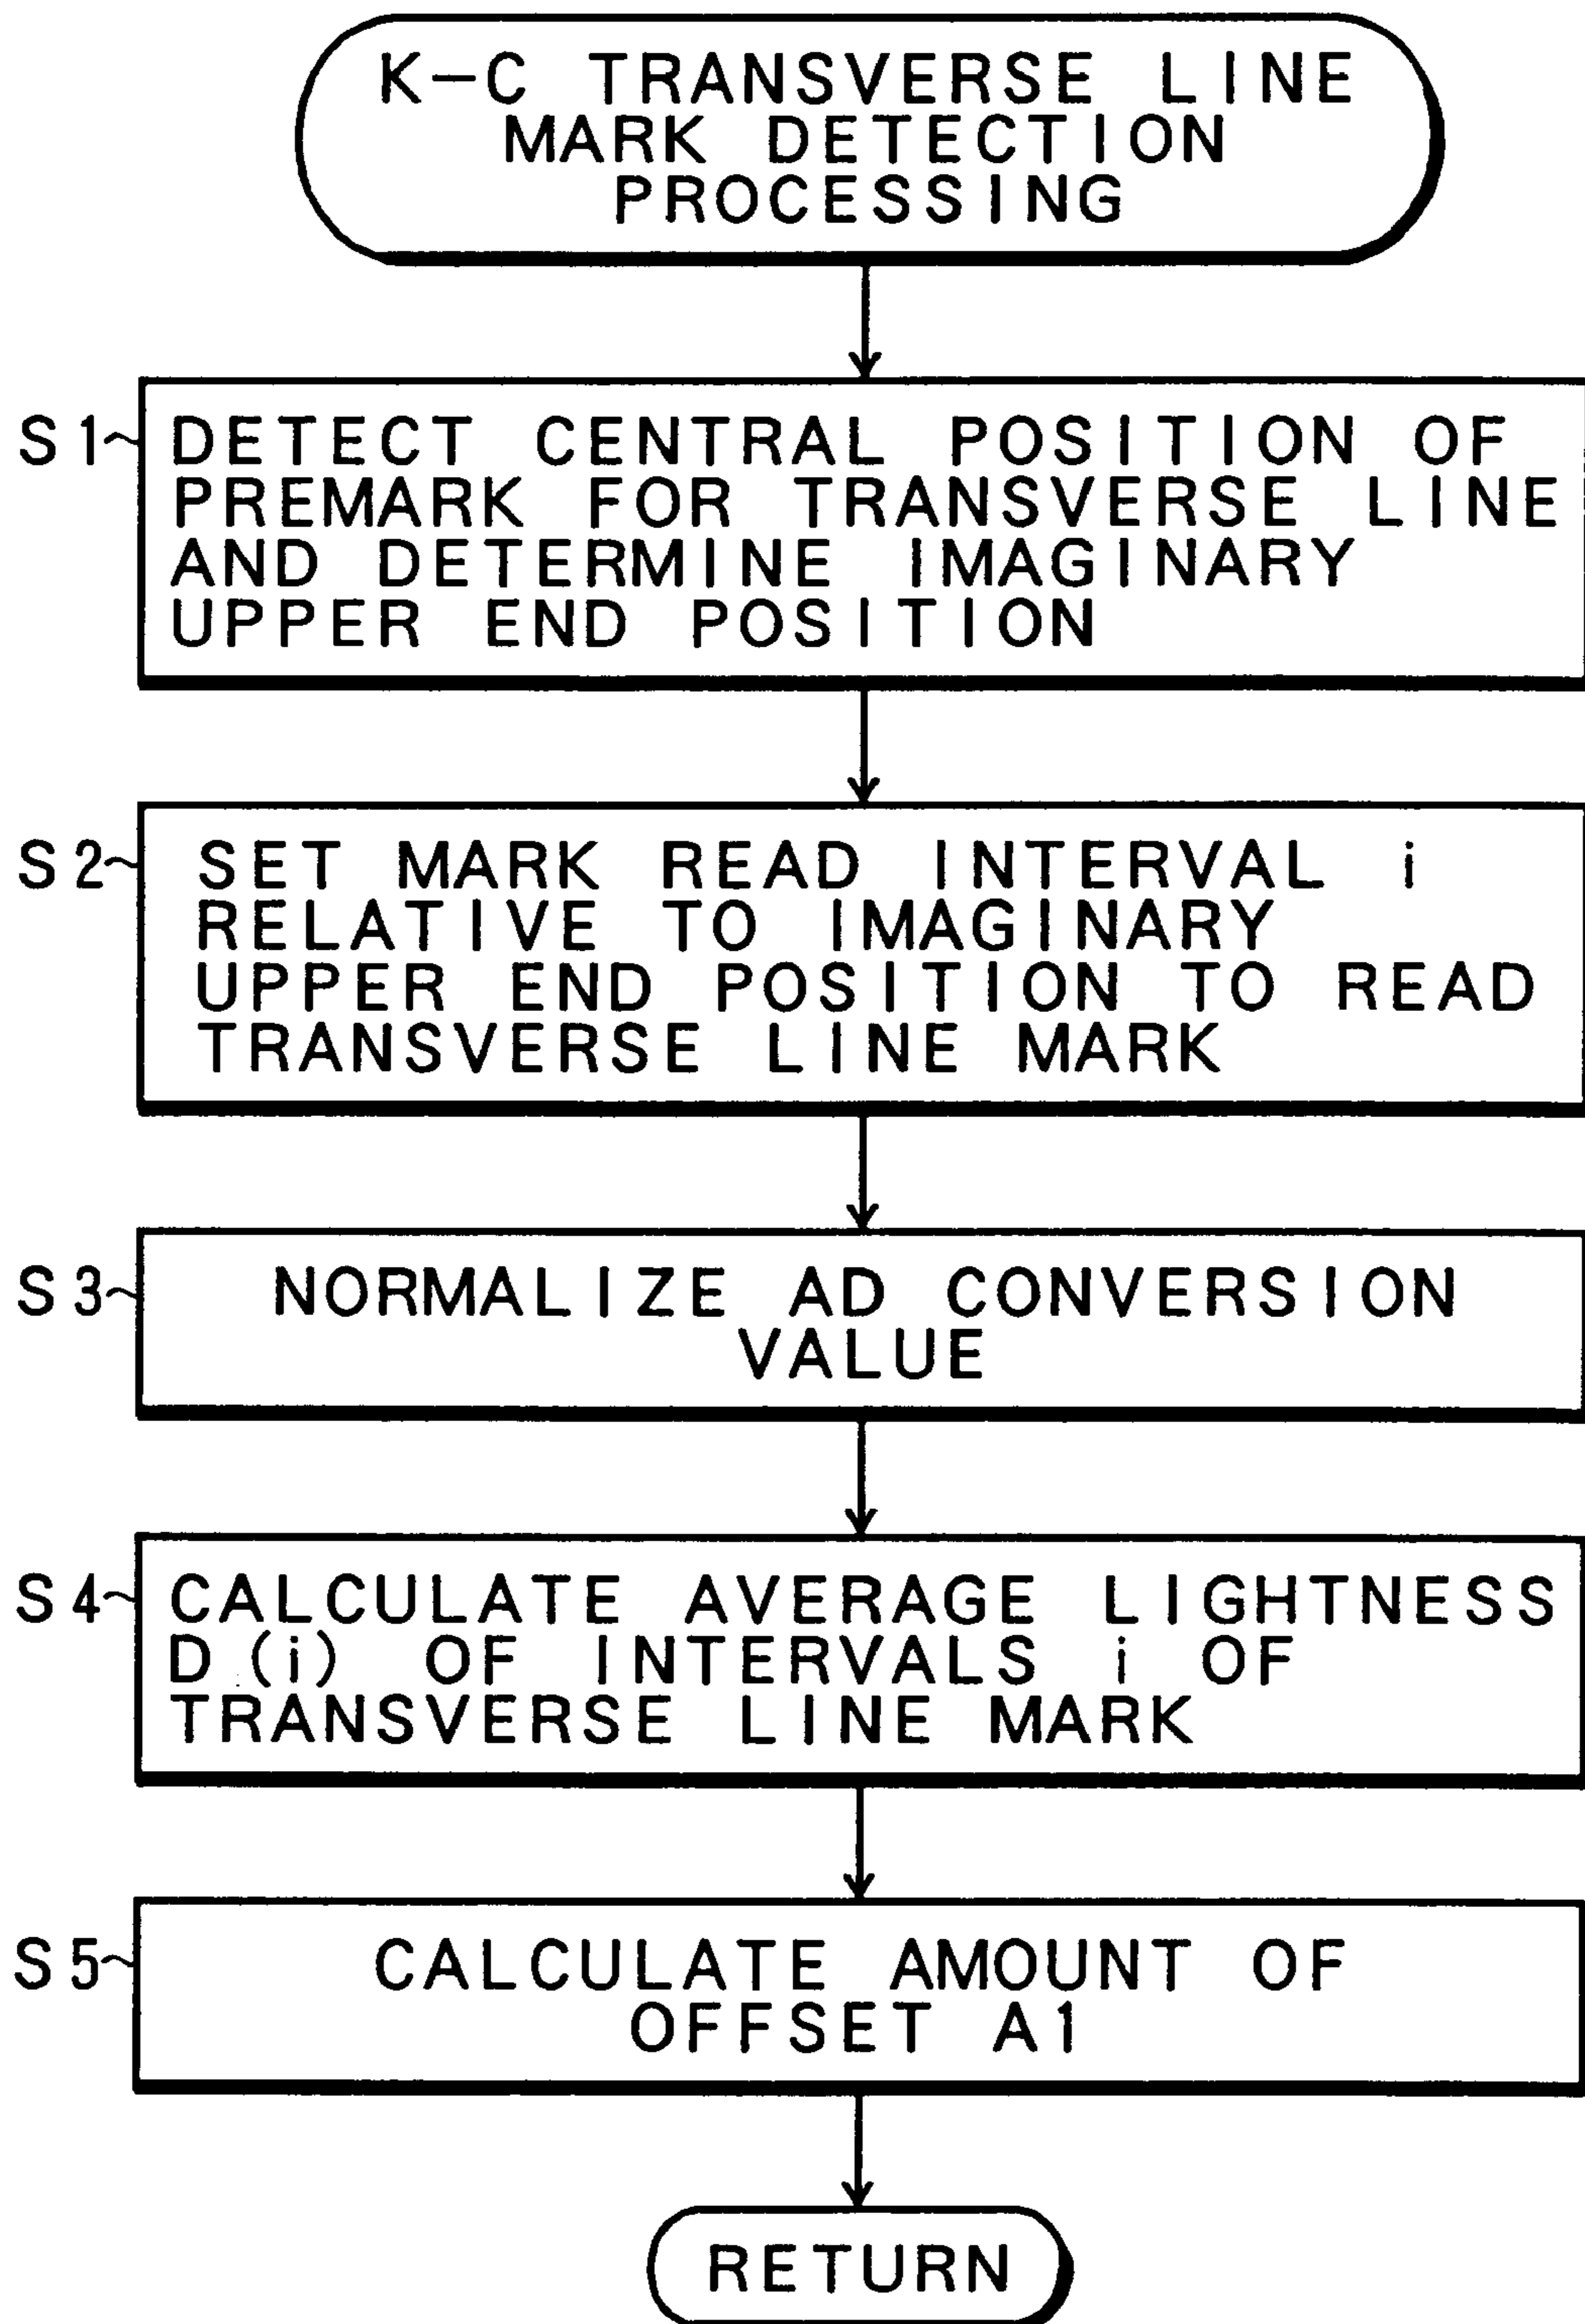 K-C TRANSVERSE LINE
MARK DETECTION
PROCESSING
S1
DETECT CENTRAL POSITION OF
PREMARK FOR TRANSVERSE LINE
AND DETERMINE IMAGINARY
UPPER END POSITION
S2
SET MARK READ INTERVAL i
RELATIVE TO IMAGINARY
UPPER END POSITION TO READ
TRANSVERSE LINE MARK
S3
NORMALIZE AD CONVERSION
VALUE
S4
CALCULATE AVERAGE LIGHTNESS
D(i) OF INTERVALS i OF
TRANSVERSE LINE MARK
S5
CALCULATE AMOUNT OF
OFFSET A1
RETURN